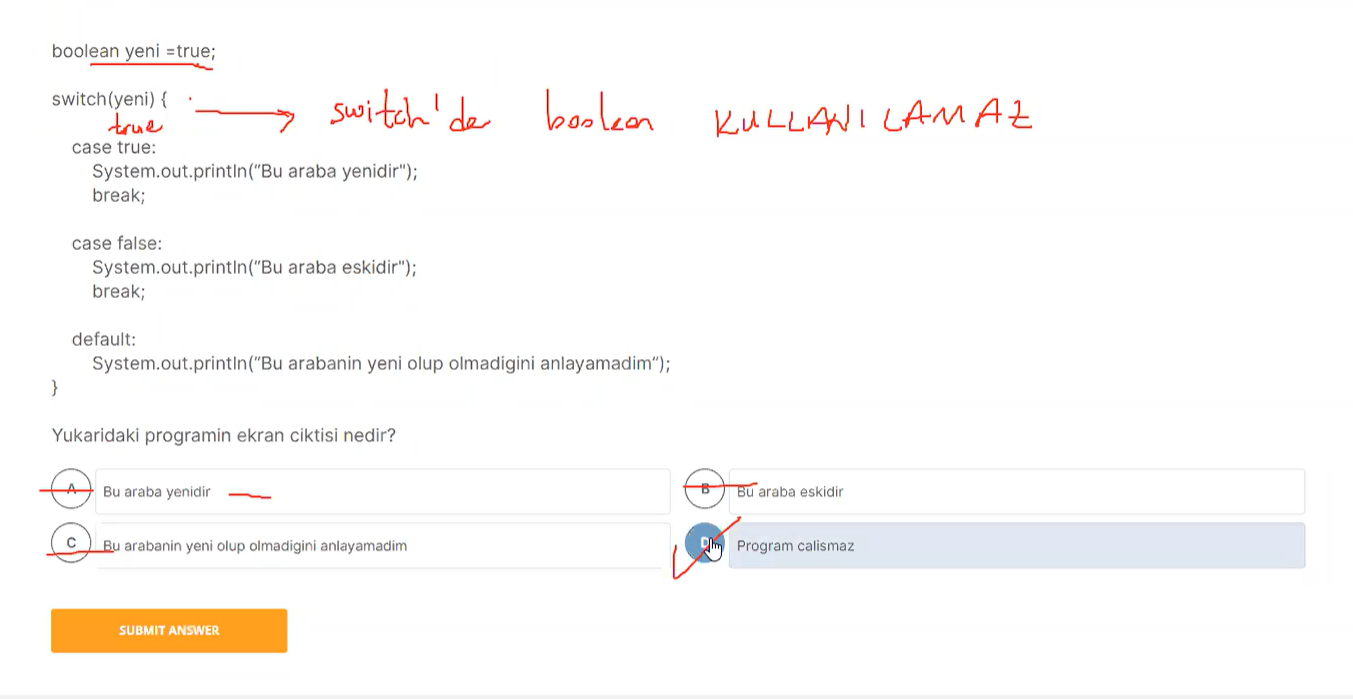 boolean yeni =true;
switch(yeni) {
switch'de boolean KULLANILAMAZ
true
case true:
System.out.println("Bu araba yenidir");
break;
case false:
System.out.println("Bu araba eskidir");
break;
default:
System.out.println("Bu arabanin yeni olup olmadigini anlayamadim");
}
Yukaridaki programin ekran ciktisi nedir?
A Bu araba yenidir
B Bu araba eskidir
C Bu arabanin yeni olup olmadigini anlayamadim
D Program calismaz
SUBMIT ANSWER